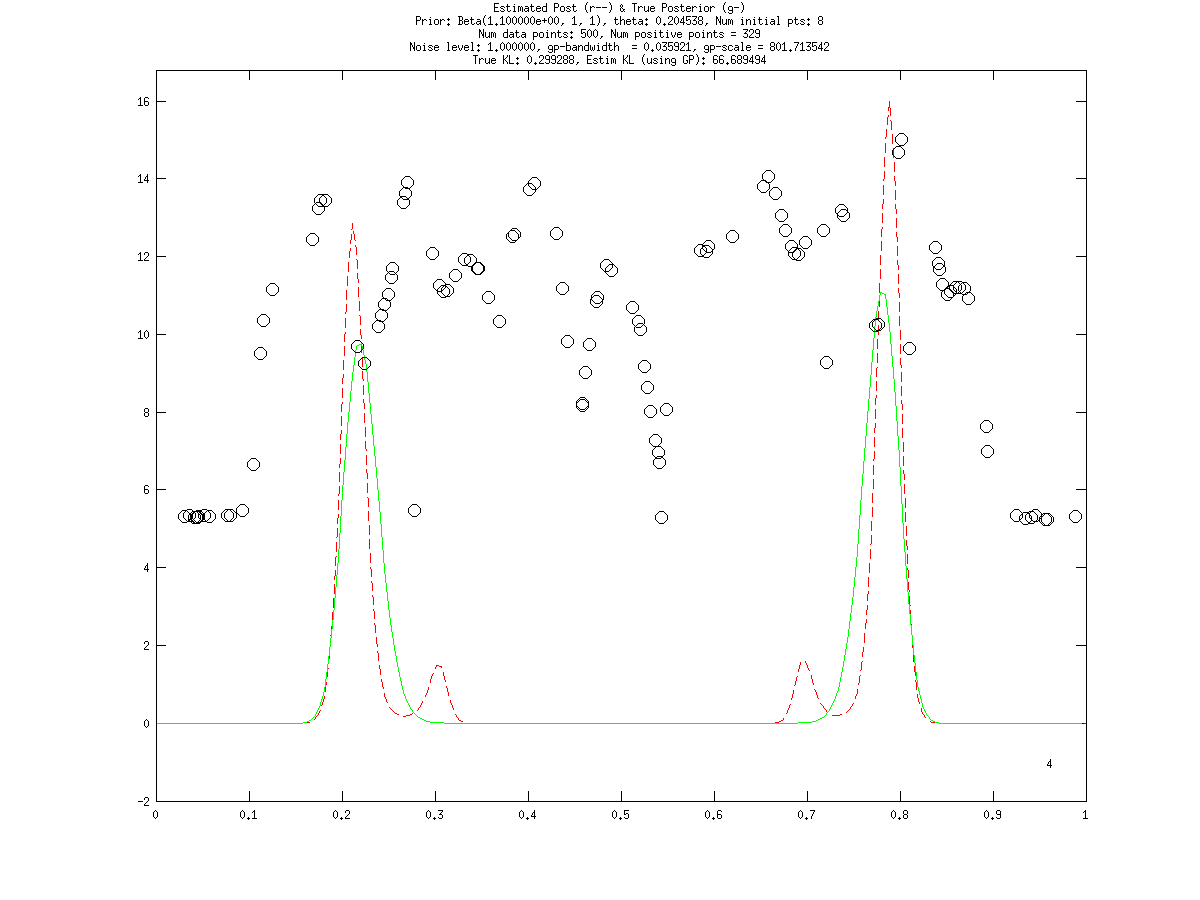 Estimated Post (r--) & True Posterior (g-)
Prior: Beta(1.100000e+00, 1, 1), theta: 0.204538, Num initial pts: 8
Num data points: 500, Num positive points = 329
Noise level: 1.000000, gp-bandwidth = 0.035921, gp-scale = 801.713542
True KL: 0.299288, Estim KL (using GP): 66.689494
16
14
12
10
8
6
4
2
0
4
-2
0 0.1 0.2 0.3 0.4 0.5 0.6 0.7 0.8 0.9 1